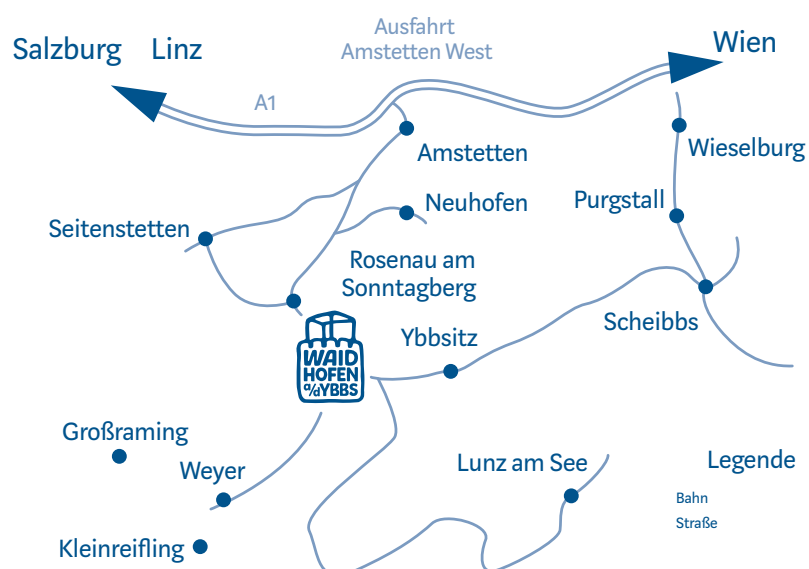 Ausfahrt
Amstetten West
Salzburg Linz
Wien
A1
Amstetten
Wieselburg
Neuhofen
Purgstall
Seitenstetten
Rosenau am
Sonntagberg
Scheibbs
Ybbsitz
WAID
HOFEN
a/d YBBS
Großraming
Weyer
Lunz am See
Legende
Bahn
Straße
Kleinreifling